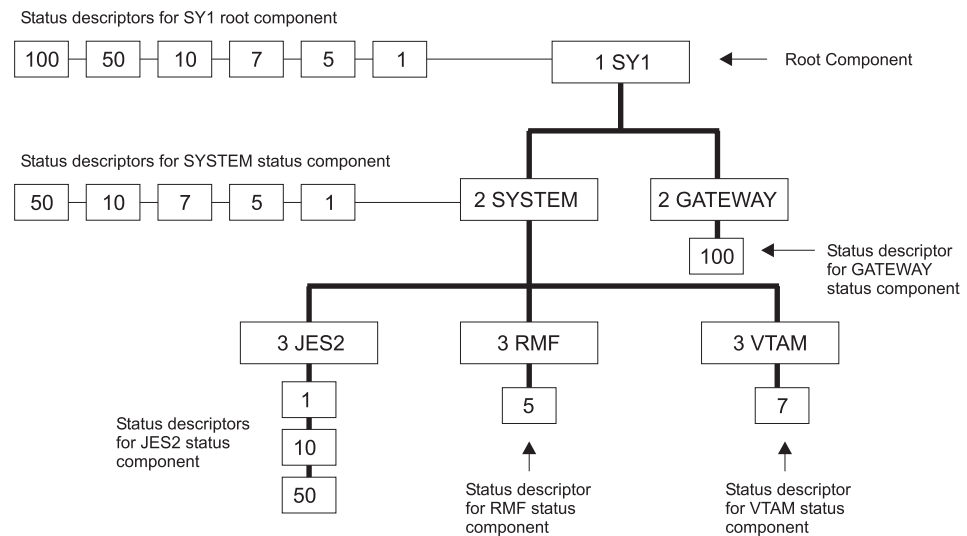 Status descriptors for SY1 root component
100 50 10 7 5 1 1 SY1 Root Component
Status descriptors for SYSTEM status component
50 10 7 5 1 2 SYSTEM 2 GATEWAY
100
Status descriptor
for GATEWAY
status component
3 JES2 3 RMF 3 VTAM
1
10
50
5
7
Status descriptors
for JES2 status
component
Status descriptor
for RMF status
component
Status descriptor
for VTAM status
component